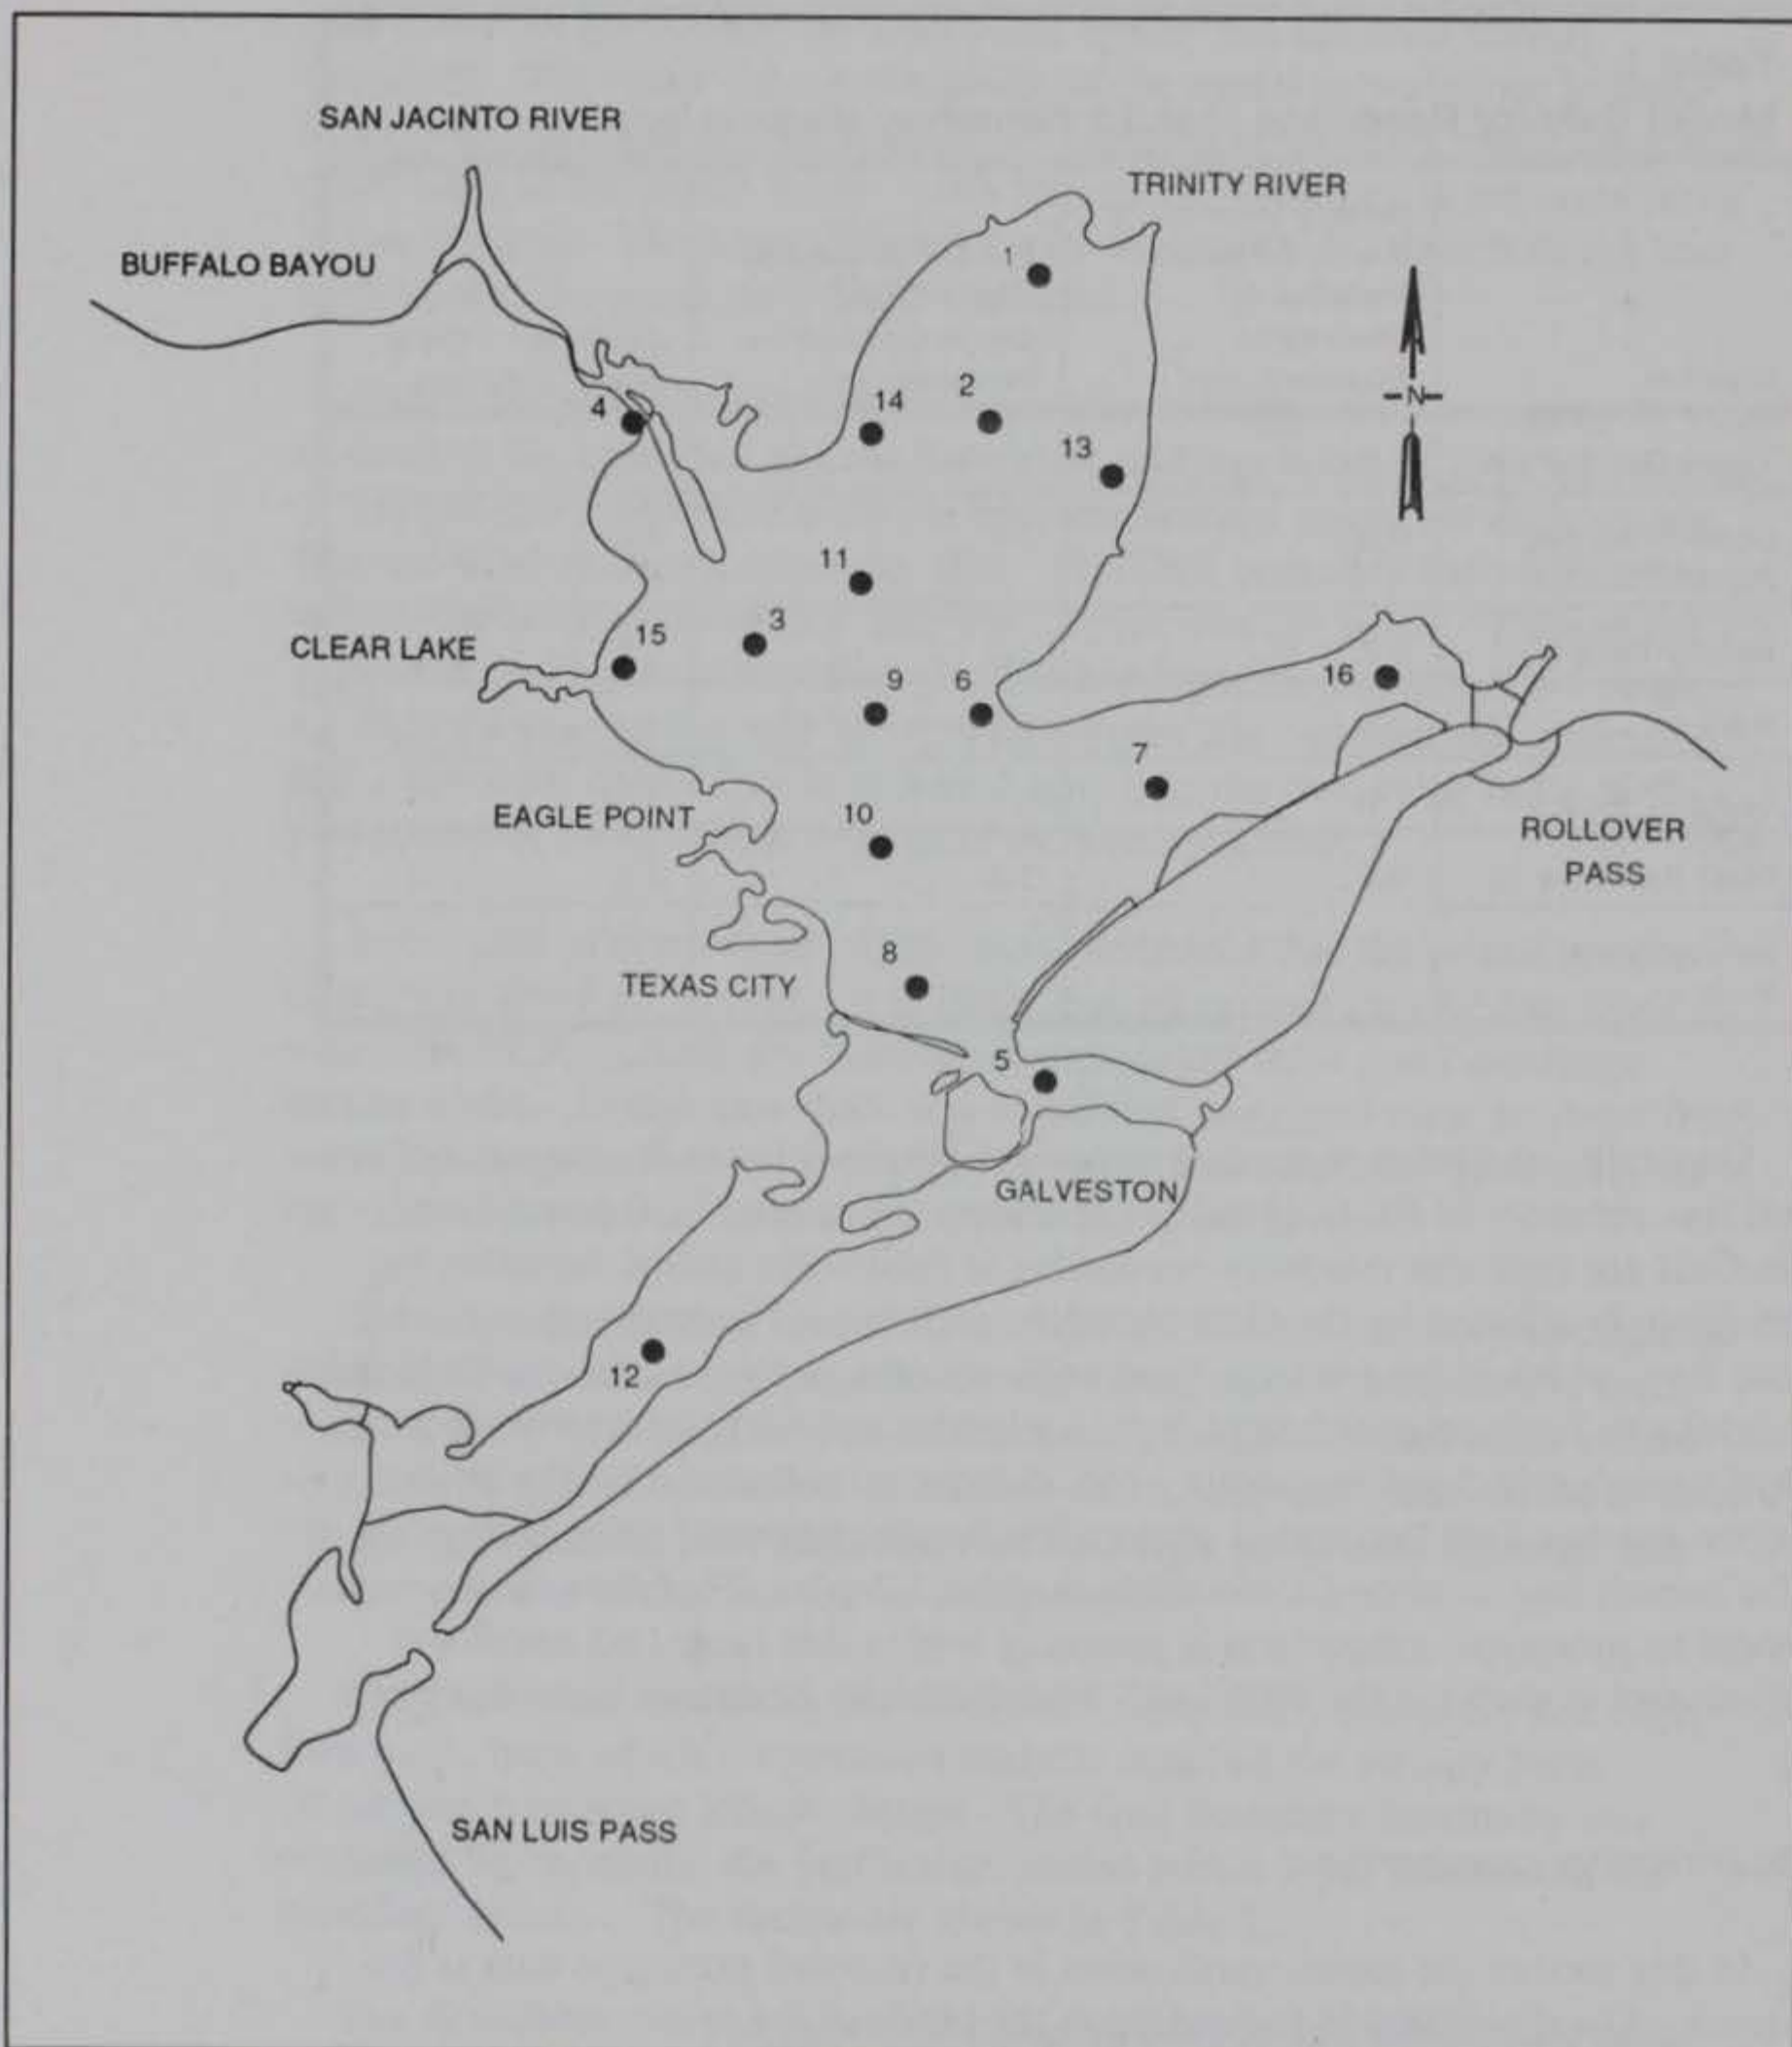 SAN JACINTO RIVER
TRINITY RIVER
BUFFALO BAYOU
1
N
4
14
2
13
11
3
15
CLEAR LAKE
9
6
16
7
EAGLE POINT
10
ROLLOVER
PASS
8
TEXAS CITY
5
GALVESTON
12
SAN LUIS PASS